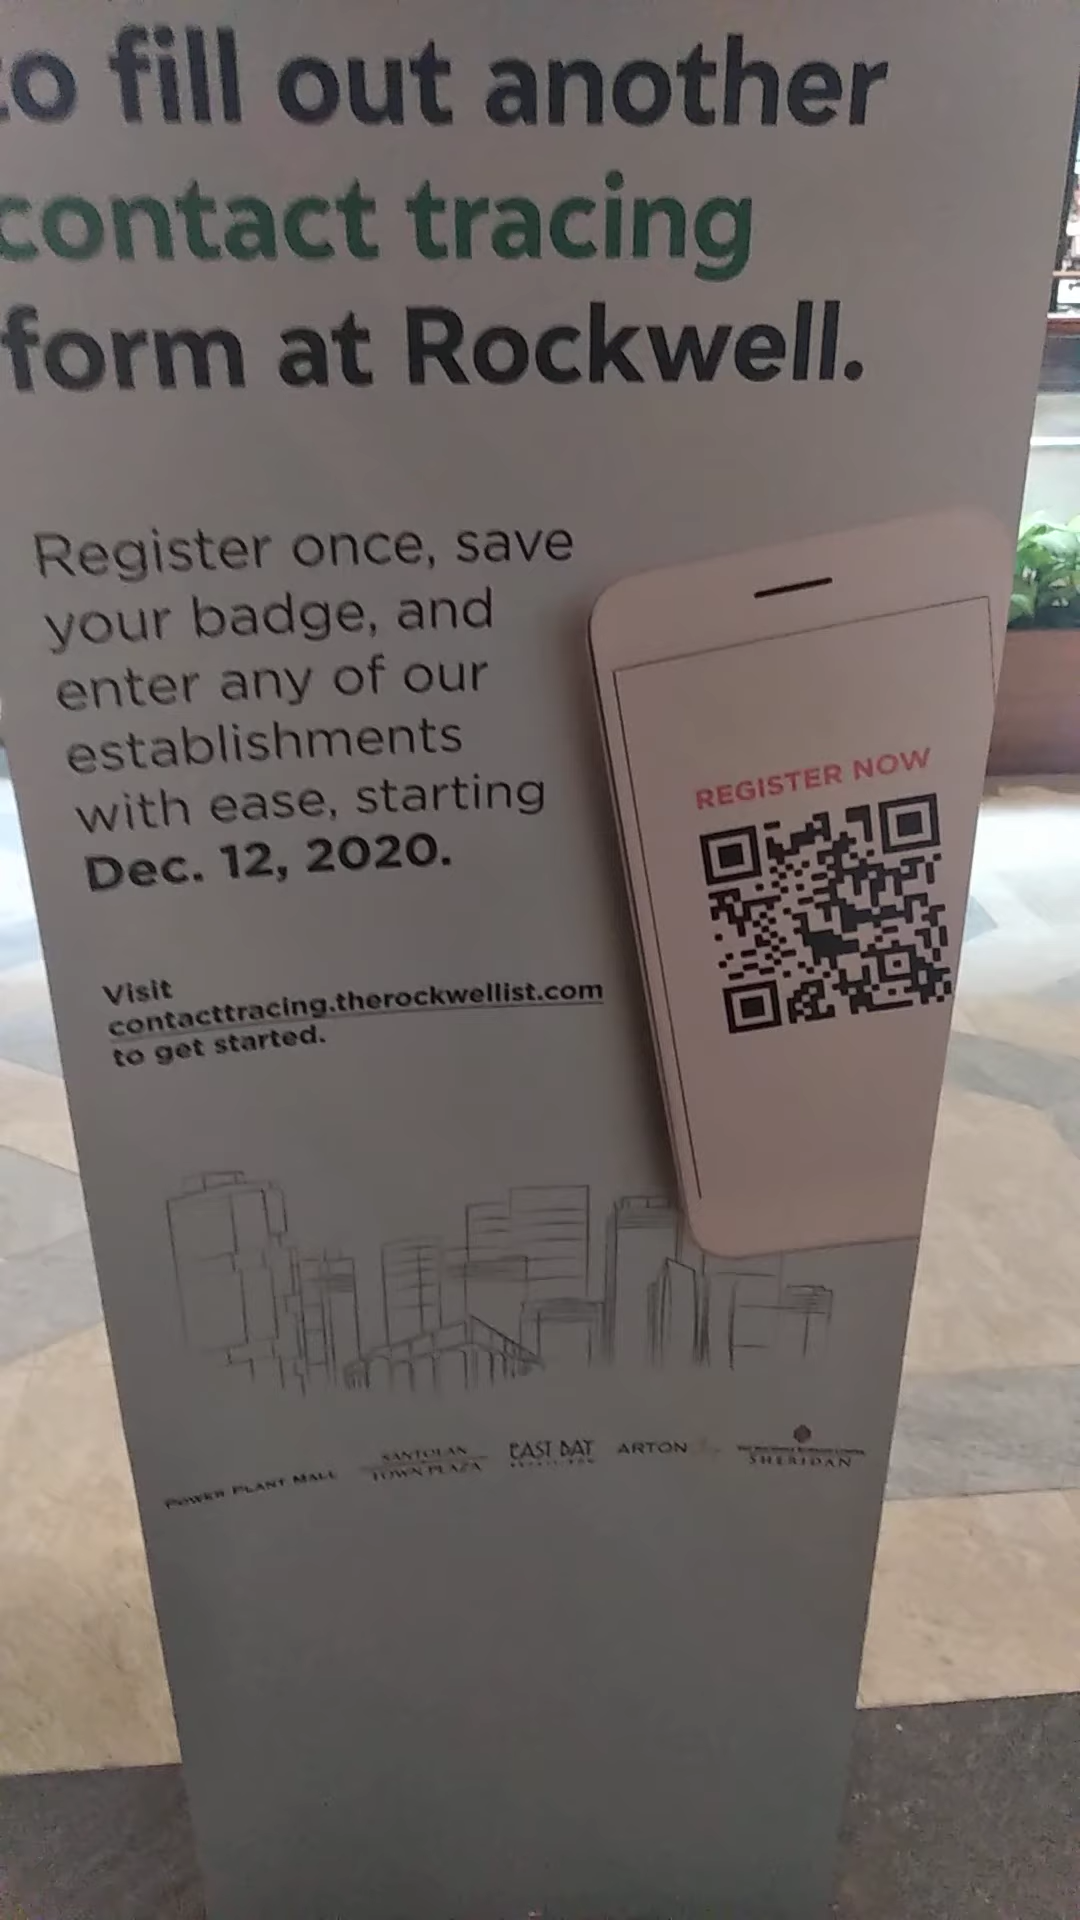 to fill out another
contact tracing
form at Rockwell.
Register once, save
your badge, and
enter any of our
establishments
with ease, starting
Dec. 12, 2020.
Visit
contacttracing.therockwellist.com
to get started.
REGISTER NOW
POWER PLANT MALL
SANTOLAN
TOWN PLAZA
EAST BAY
ARTON
SHERIDAN